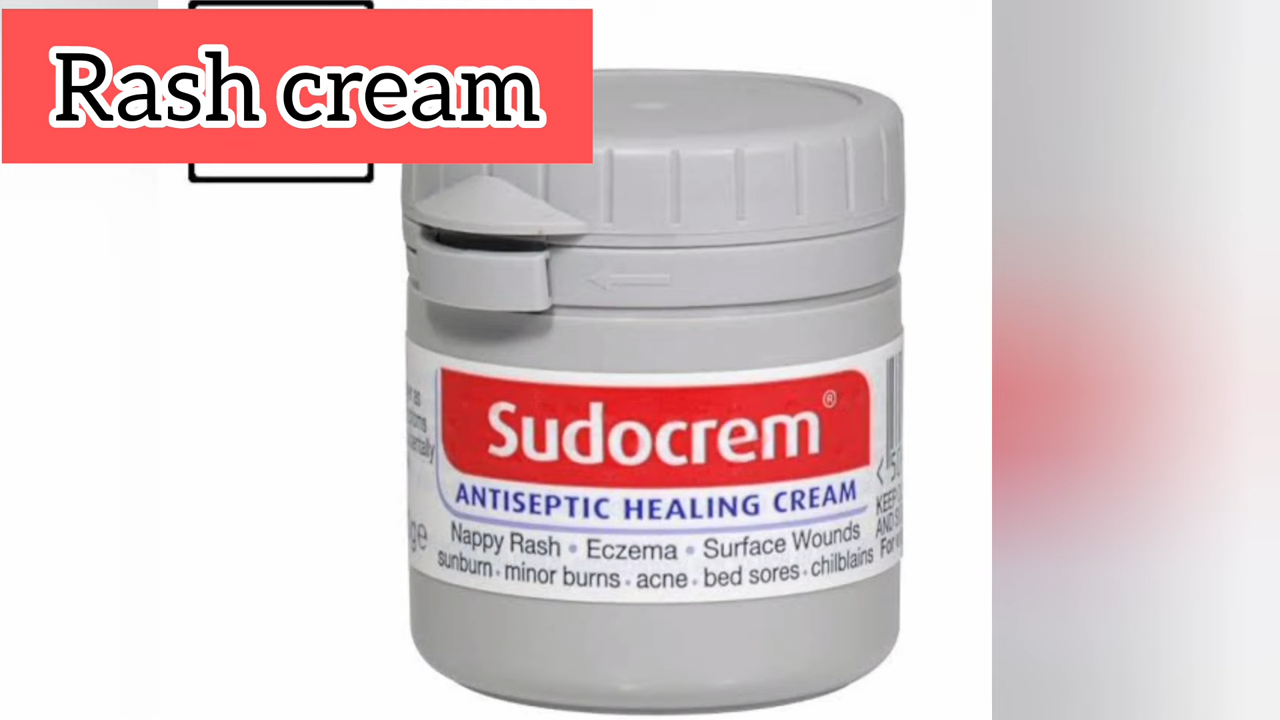 Rash cream
Sudocrem®
ANTISEPTIC HEALING CREAM
Nappy Rash • Eczema • Surface Wounds
sunburn • minor burns • acne • bed sores • chilblains